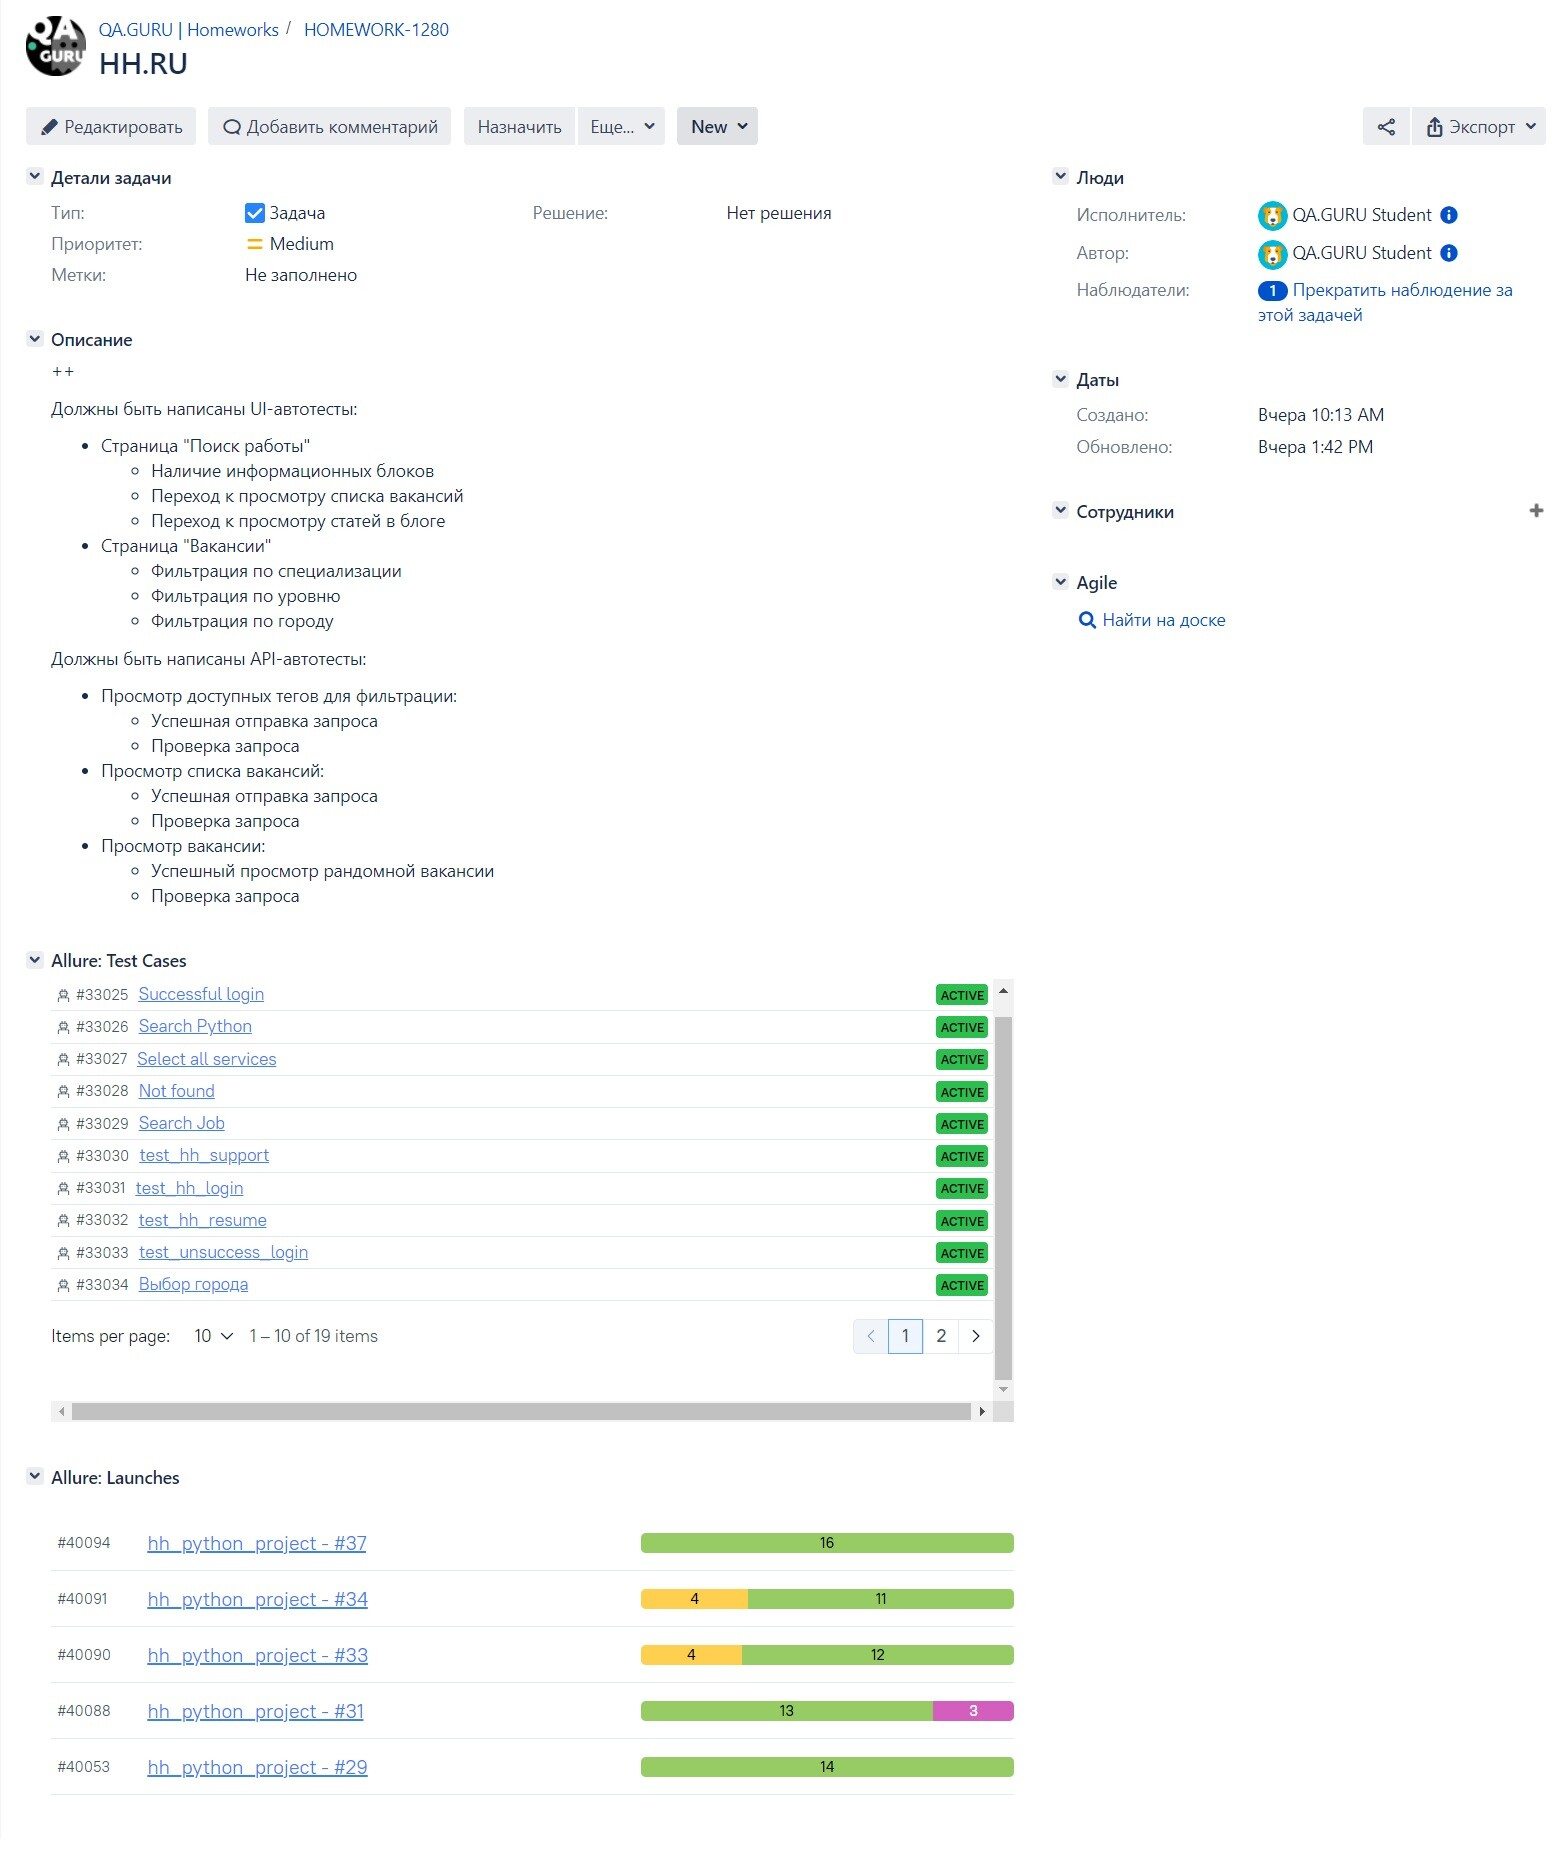 QA
GURU
QA.GURU | Homeworks / HOMEWORK-1280
HH.RU
Редактировать
Добавить комментарий
Назначить
Еще...
New
Экспорт
Детали задачи
Тип: Задача
Решение: Нет решения
Приоритет: Medium
Метки: Не заполнено
Описание
++
Должны быть написаны UI-автотесты:
Страница "Поиск работы"
Наличие информационных блоков
Переход к просмотру списка вакансий
Переход к просмотру статей в блоге
Страница "Вакансии"
Фильтрация по специализации
Фильтрация по уровню
Фильтрация по городу
Должны быть написаны API-автотесты:
Просмотр доступных тегов для фильтрации:
Успешная отправка запроса
Проверка запроса
Просмотр списка вакансий:
Успешная отправка запроса
Проверка запроса
Просмотр вакансии:
Успешный просмотр рандомной вакансии
Проверка запроса
Allure: Test Cases
#33025 Successful login ACTIVE
#33026 Search Python ACTIVE
#33027 Select all services ACTIVE
#33028 Not found ACTIVE
#33029 Search Job ACTIVE
#33030 test_hh_support ACTIVE
#33031 test_hh_login ACTIVE
#33032 test_hh_resume ACTIVE
#33033 test_unsuccess_login ACTIVE
#33034 Выбор города ACTIVE
Items per page: 10 1 – 10 of 19 items 1 2
Allure: Launches
#40094 hh_python_project - #37 16
#40091 hh_python_project - #34 4 11
#40090 hh_python_project - #33 4 12
#40088 hh_python_project - #31 13 3
#40053 hh_python_project - #29 14
Люди
Исполнитель: QA.GURU Student
Автор: QA.GURU Student
Наблюдатели: 1 Прекратить наблюдение за
этой задачей
Даты
Создано: Вчера 10:13 AM
Обновлено: Вчера 1:42 PM
Сотрудники
Agile
Найти на доске